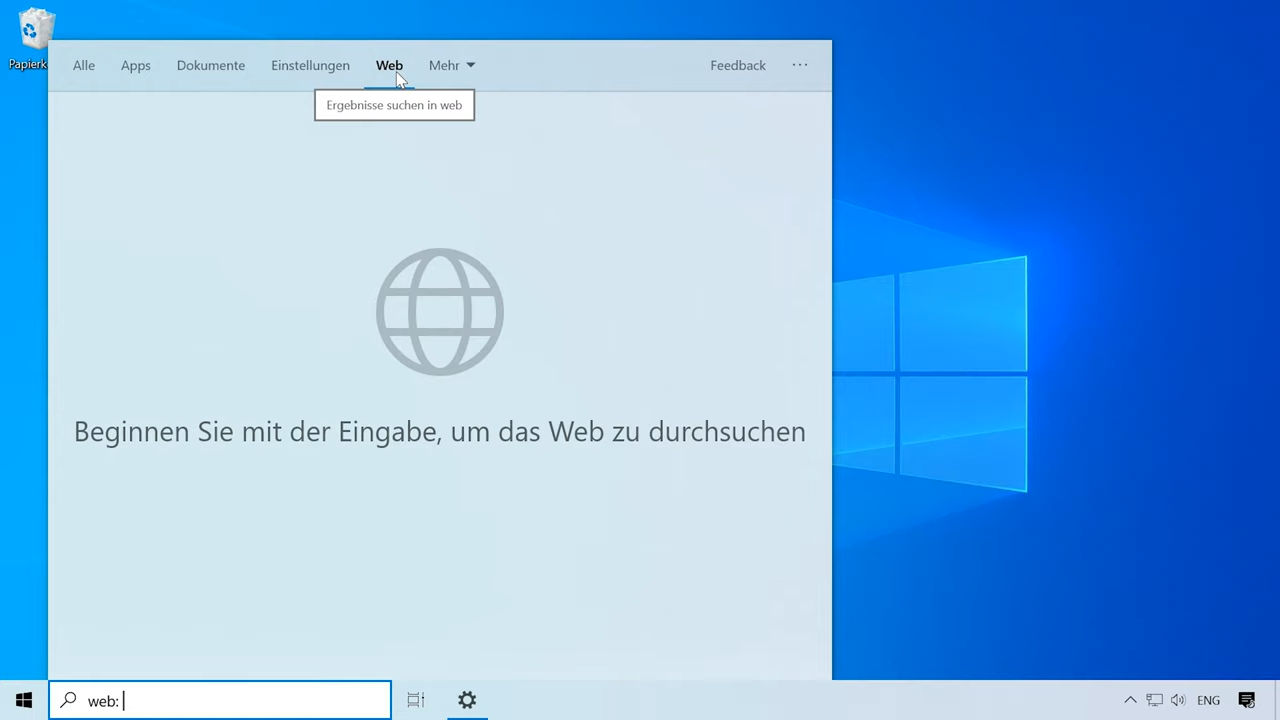 Papierk
Alle Apps Dokumente Einstellungen Web Mehr Feedback ···
Ergebnisse suchen in web
Beginnen Sie mit der Eingabe, um das Web zu durchsuchen
web:
ENG